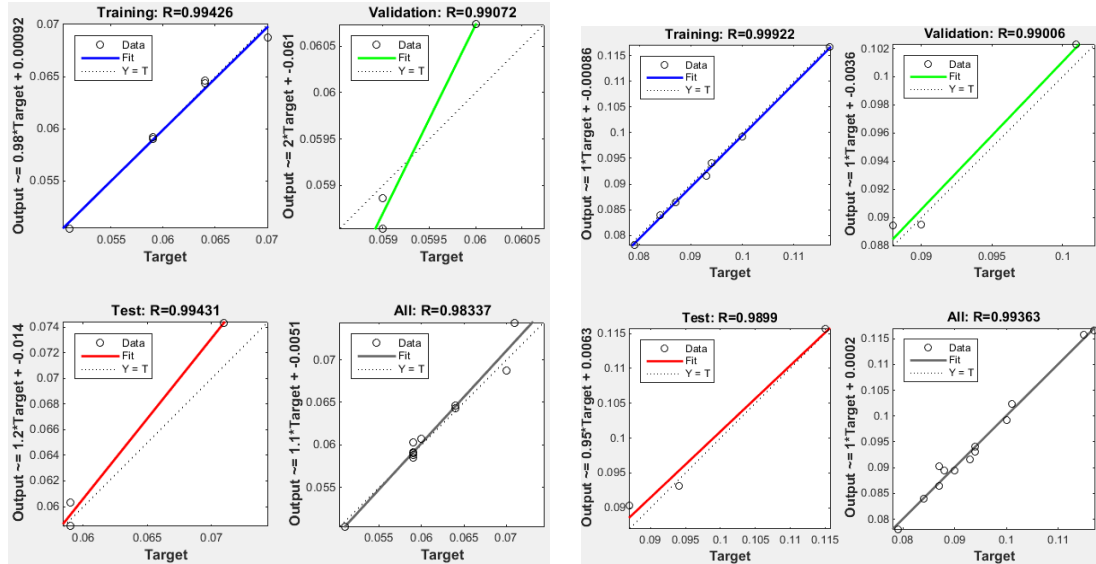 Training: R=0.99426
Output ~= 0.98*Target + 0.00092
0.07
0.065
0.06
0.055
Data
Fit
Y = T
0.055 0.06 0.065 0.07
Target
Validation: R=0.99072
Output ~= 2*Target + -0.061
0.0605
0.06
0.0595
0.059
Data
Fit
Y = T
0.059 0.0595 0.06 0.0605
Target
Test: R=0.99431
Output ~= 1.2*Target + -0.014
0.074
0.072
0.07
0.068
0.066
0.064
0.062
0.06
Data
Fit
Y = T
0.06 0.07
Target
All: R=0.98337
Output ~= 1.1*Target + -0.0051
0.07
0.065
0.06
0.055
Data
Fit
Y = T
0.06 0.07
Target
Training: R=0.99922
Output ~= 1*Target + -0.00086
0.115
0.11
0.105
0.1
0.095
0.09
0.085
0.08
Data
Fit
Y = T
0.08 0.09 0.1 0.11
Target
Validation: R=0.99006
Output ~= 1*Target + -0.0036
0.102
0.1
0.098
0.096
0.094
0.092
0.09
0.088
Data
Fit
Y = T
0.09 0.095 0.1
Target
Test: R=0.9899
Output ~= 0.95*Target + 0.0063
0.115
0.11
0.105
0.1
0.095
0.09
Data
Fit
Y = T
0.09 0.095 0.1 0.105 0.11 0.115
Target
All: R=0.99363
Output ~= 1*Target + 0.0002
0.115
0.11
0.105
0.1
0.095
0.09
0.085
0.08
Data
Fit
Y = T
0.08 0.09 0.1 0.11
Target